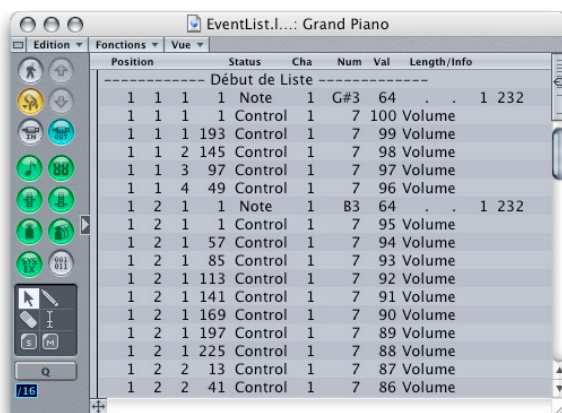 EventList.l...: Grand Piano
Edition Fonctions Vue
Position Status Cha Num Val Length/Info
------------ Début de Liste -------------
1 1 1 1 Note 1 G#3 64 . . 1 232
1 1 1 1 Control 1 7 100 Volume
1 1 1 193 Control 1 7 99 Volume
1 1 2 145 Control 1 7 98 Volume
1 1 3 97 Control 1 7 97 Volume
1 1 4 49 Control 1 7 96 Volume
1 2 1 1 Note 1 B3 64 . . 1 232
1 2 1 1 Control 1 7 95 Volume
1 2 1 57 Control 1 7 94 Volume
1 2 1 85 Control 1 7 93 Volume
1 2 1 113 Control 1 7 92 Volume
1 2 1 141 Control 1 7 91 Volume
1 2 1 169 Control 1 7 90 Volume
1 2 1 197 Control 1 7 89 Volume
1 2 1 225 Control 1 7 88 Volume
1 2 2 13 Control 1 7 87 Volume
1 2 2 41 Control 1 7 86 Volume
IN OUT
SYS EX
S M
Q
/16